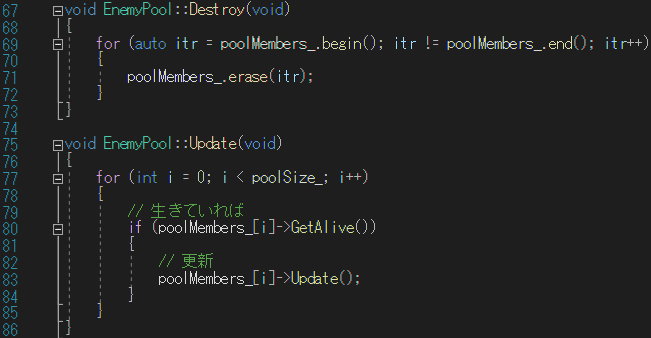 67 void EnemyPool::Destroy(void)
68 {
69 for (auto itr = poolMembers_.begin(); itr != poolMembers_.end(); itr++)
70 {
71 poolMembers_.erase(itr);
72 }
73 }
74
75 void EnemyPool::Update(void)
76 {
77 for (int i = 0; i < poolSize_; i++)
78 {
79 // 生きていれば
80 if (poolMembers_[i]->GetAlive())
81 {
82 // 更新
83 poolMembers_[i]->Update();
84 }
85 }
86 }